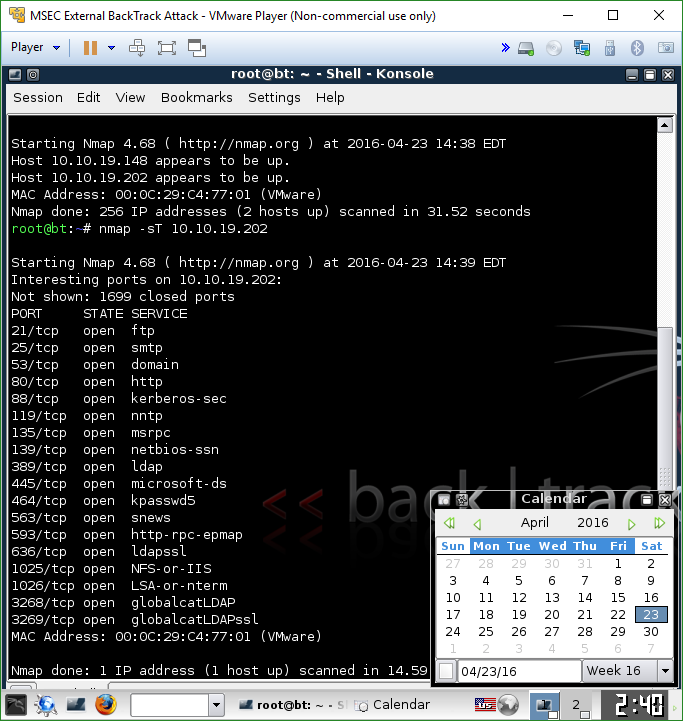 MSEC External BackTrack Attack - VMware Player (Non-commercial use only)
Player
root@bt: ~ - Shell - Konsole
Session Edit View Bookmarks Settings Help
Starting Nmap 4.68 ( http://nmap.org ) at 2016-04-23 14:38 EDT
Host 10.10.19.148 appears to be up.
Host 10.10.19.202 appears to be up.
MAC Address: 00:0C:29:C4:77:01 (VMware)
Nmap done: 256 IP addresses (2 hosts up) scanned in 31.52 seconds
root@bt:~# nmap -sT 10.10.19.202
Starting Nmap 4.68 ( http://nmap.org ) at 2016-04-23 14:39 EDT
Interesting ports on 10.10.19.202:
Not shown: 1699 closed ports
PORT STATE SERVICE
21/tcp open ftp
25/tcp open smtp
53/tcp open domain
80/tcp open http
88/tcp open kerberos-sec
119/tcp open nntp
135/tcp open msrpc
139/tcp open netbios-ssn
389/tcp open ldap
445/tcp open microsoft-ds
464/tcp open kpasswd5
563/tcp open snews
593/tcp open http-rpc-epmap
636/tcp open ldapssl
1025/tcp open NFS-or-IIS
1026/tcp open LSA-or-nterm
3268/tcp open globalcatLDAP
3269/tcp open globalcatLDAPssl
MAC Address: 00:0C:29:C4:77:01 (VMware)
Nmap done: 1 IP address (1 host up) scanned in 14.59
<< back | track
Calendar
April 2016
Sun Mon Tue Wed Thu Fri Sat
27 28 29 30 31 1 2
3 4 5 6 7 8 9
10 11 12 13 14 15 16
17 18 19 20 21 22 23
24 25 26 27 28 29 30
1 2 3 4 5 6 7
04/23/16 Week 16
root@bt: ~ - S Calendar 2 2:40